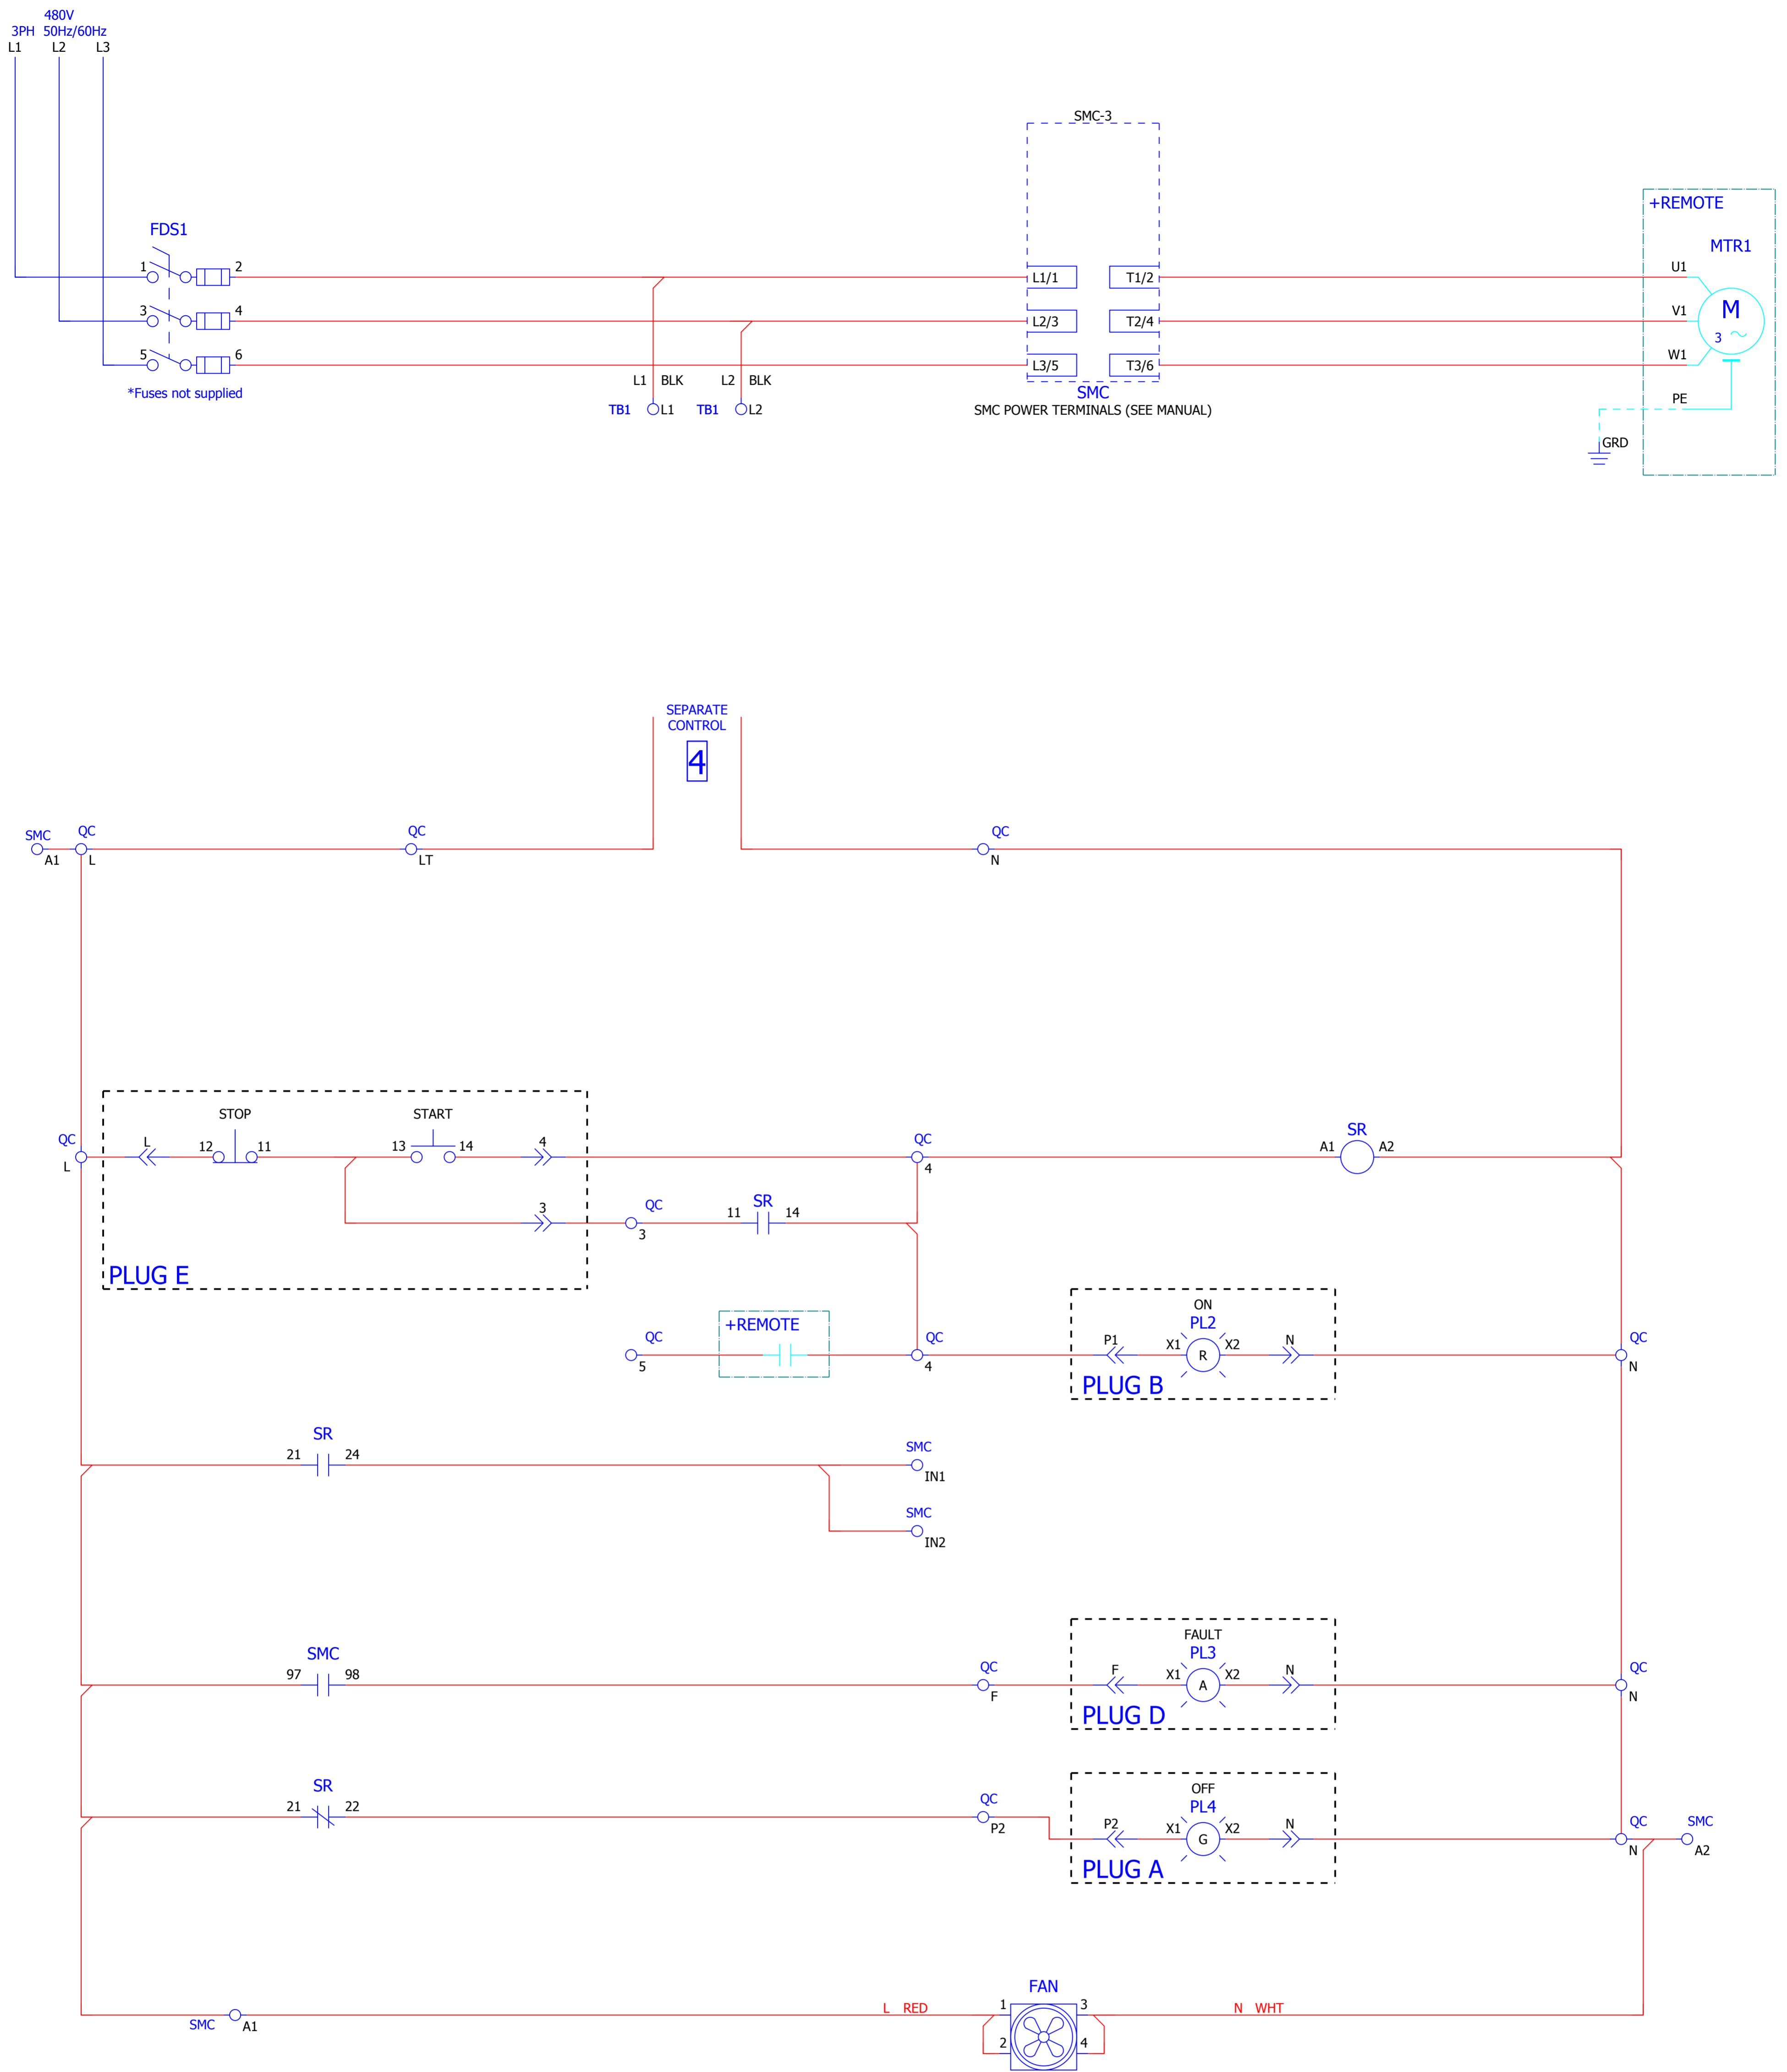 480V
3PH 50Hz/60Hz
L1 L2 L3
SMC-3
+REMOTE
FDS1
MTR1
1 2 L1/1 T1/2 U1
3 4 L2/3 T2/4 V1 M
3
5 6 L3/5 T3/6 W1
*Fuses not supplied
L1 BLK L2 BLK
SMC
TB1 L1 TB1 L2
SMC POWER TERMINALS (SEE MANUAL)
PE
GRD
SEPARATE
CONTROL
4
SMC QC QC QC
A1 L LT N
STOP START
QC L 12 11 13 14 4 QC SR
A1 A2
L 4
3 QC 11 SR 14
3
PLUG E
ON
+REMOTE PL2
QC QC P1 X1 R X2 N QC
5 4 N
PLUG B
SR
21 24 SMC
IN1
SMC
IN2
FAULT
SMC PL3
97 98 QC F X1 A X2 N QC
F N
PLUG D
OFF
SR PL4
21 22 QC P2 X1 G X2 N QC SMC
P2 N A2
PLUG A
FAN
L RED 1 3 N WHT
SMC A1
2 4